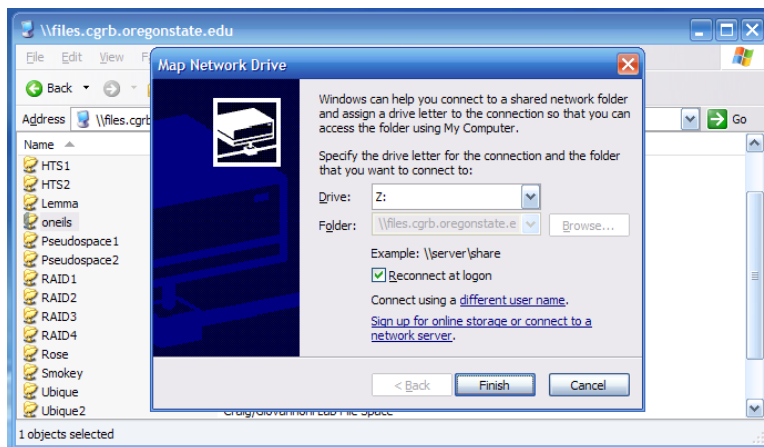 \\files.cgrb.oregonstate.edu
File Edit View
Back
Address \\files.cgrb
Go
Name
HTS1
HTS2
Lemma
oneils
Pseudospace1
Pseudospace2
RAID1
RAID2
RAID3
RAID4
Rose
Smokey
Ubique
Ubique2
Craig/Giovannoni Lab File Space
1 objects selected
Map Network Drive
Windows can help you connect to a shared network folder
and assign a drive letter to the connection so that you can
access the folder using My Computer.
Specify the drive letter for the connection and the folder
that you want to connect to:
Drive: Z:
Folder: \\files.cgrb.oregonstate.e Browse...
Example: \\server\share
Reconnect at logon
Connect using a different user name.
Sign up for online storage or connect to a
network server.
< Back Finish Cancel